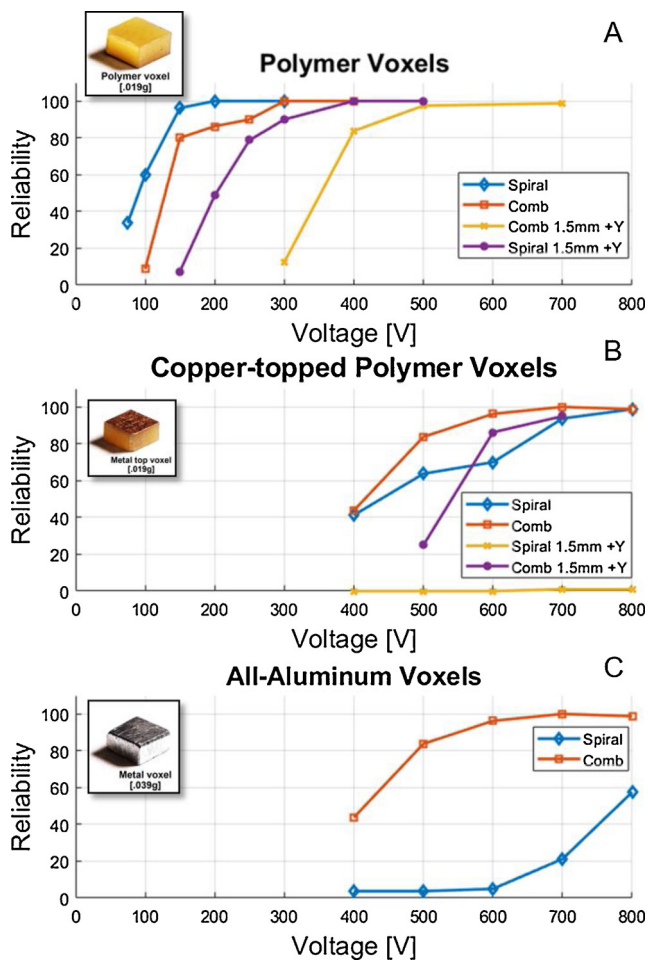 A
Polymer Voxels
Polymer voxel
[.019g]
Reliability
100
80
60
40
20
0
Spiral
Comb
Comb 1.5mm +Y
Spiral 1.5mm +Y
0 100 200 300 400 500 600 700 800
Voltage [V]
B
Copper-topped Polymer Voxels
Metal top voxel
[.019g]
Reliability
100
80
60
40
20
0
Spiral
Comb
Spiral 1.5mm +Y
Comb 1.5mm +Y
0 100 200 300 400 500 600 700 800
Voltage [V]
C
All-Aluminum Voxels
Metal voxel
[.039g]
Reliability
100
80
60
40
20
0
Spiral
Comb
0 100 200 300 400 500 600 700 800
Voltage [V]